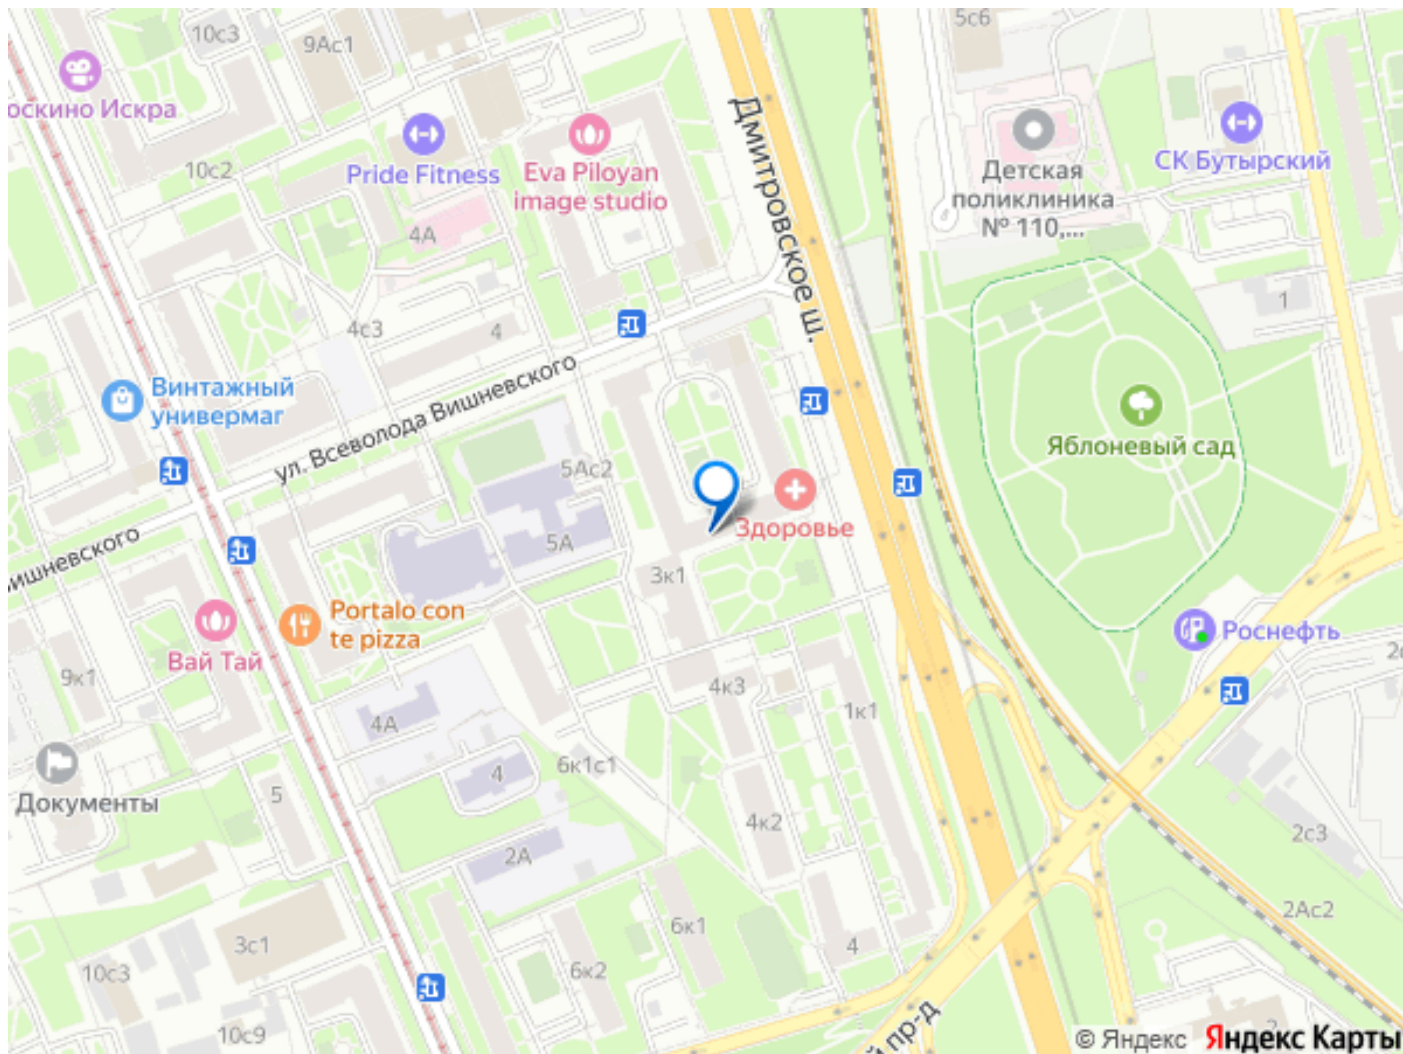 10с3
9Ас1
5с6
оскино Искра
Pride Fitness
Eva Piloyan
image studio
Дмитровское ш.
Детская
поликлиника
№ 110,...
СК Бутырский
10с2
4А
4с3
4
1
Винтажный
универмаг
ул. Всеволода Вишневского
Яблоневый сад
5Ас2
5А
Здоровье
ишневского
3к1
Portalo con
te pizza
Вай Тай
Роснефть
9к1
4к3
1к1
4А
4
6к1с1
Документы
5
4к2
2с3
2А
2Ас2
6к1
3с1
4
10с3
6к2
10с9
й пр-д
© Яндекс Яндекс Карты